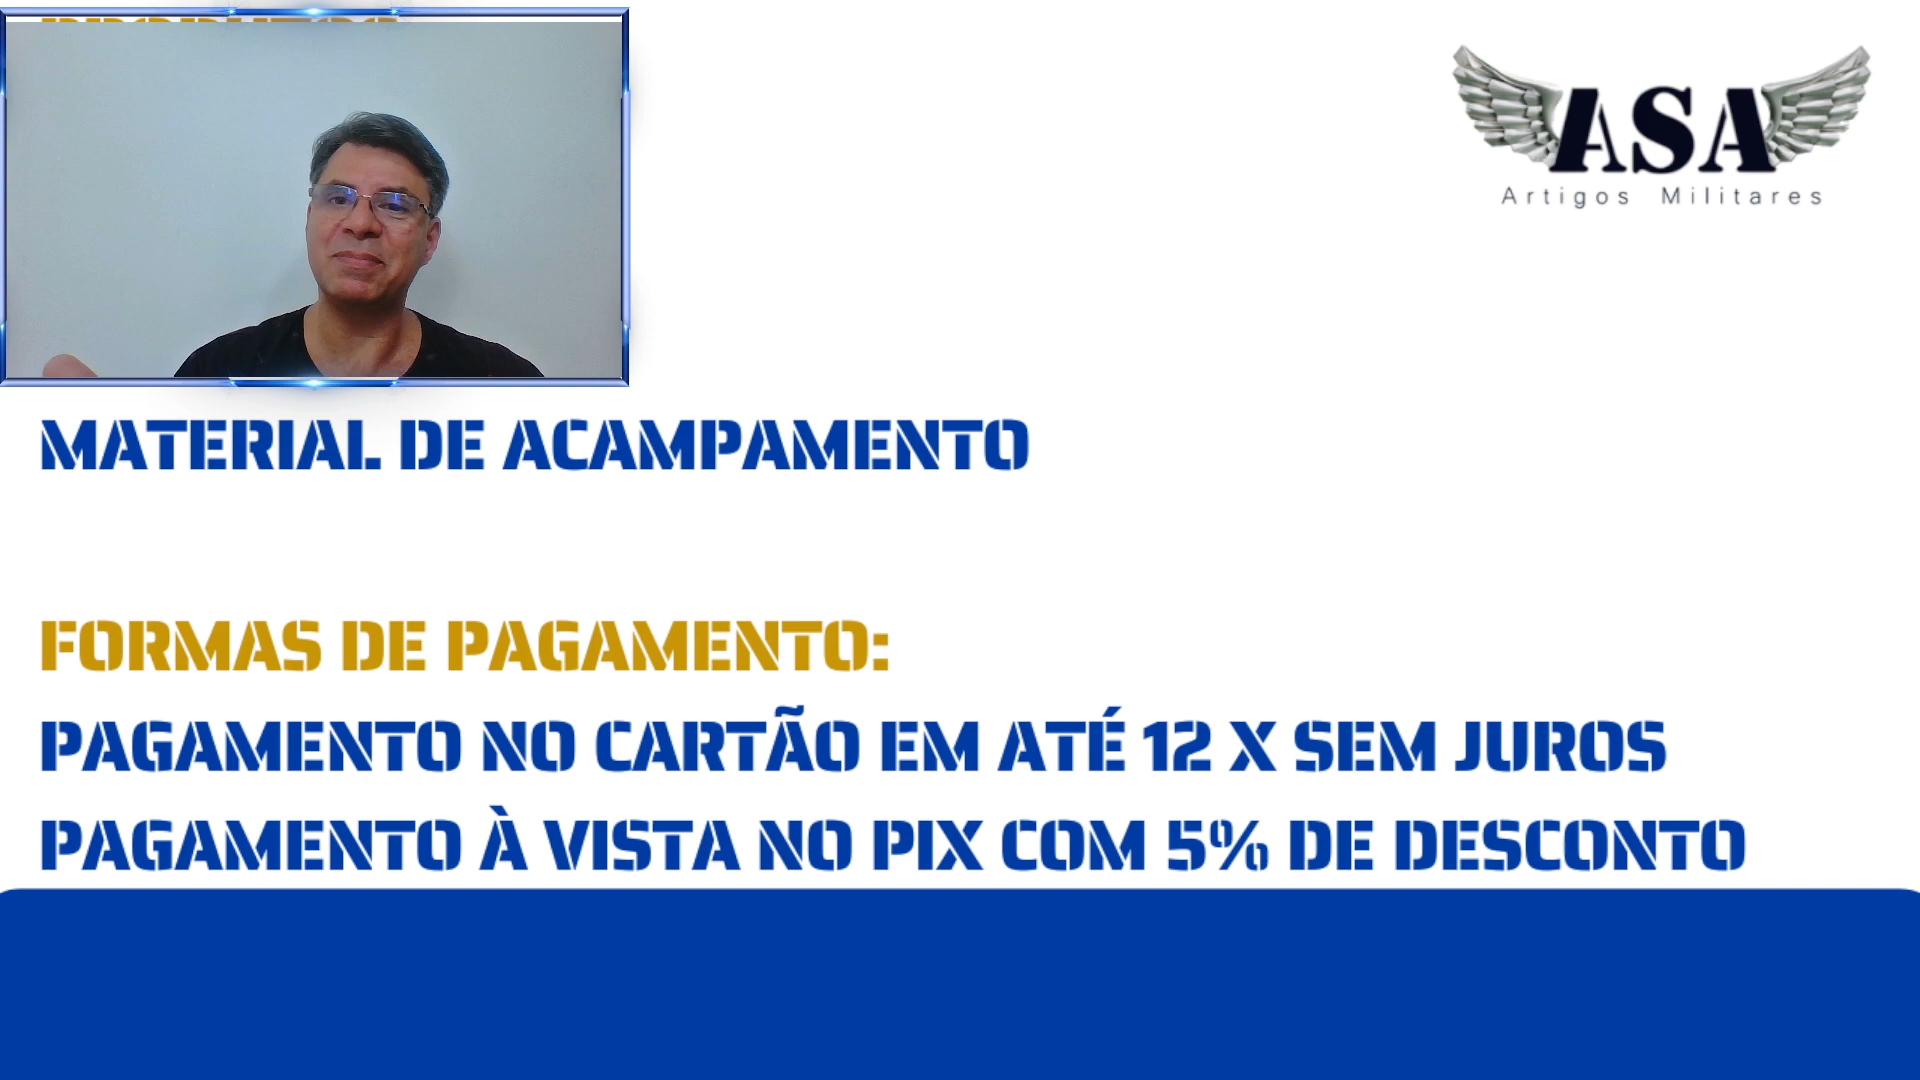 ASA
Artigos Militares
MATERIAL DE ACAMPAMENTO
FORMAS DE PAGAMENTO:
PAGAMENTO NO CARTÃO EM ATÉ 12 X SEM JUROS
PAGAMENTO À VISTA NO PIX COM 5% DE DESCONTO